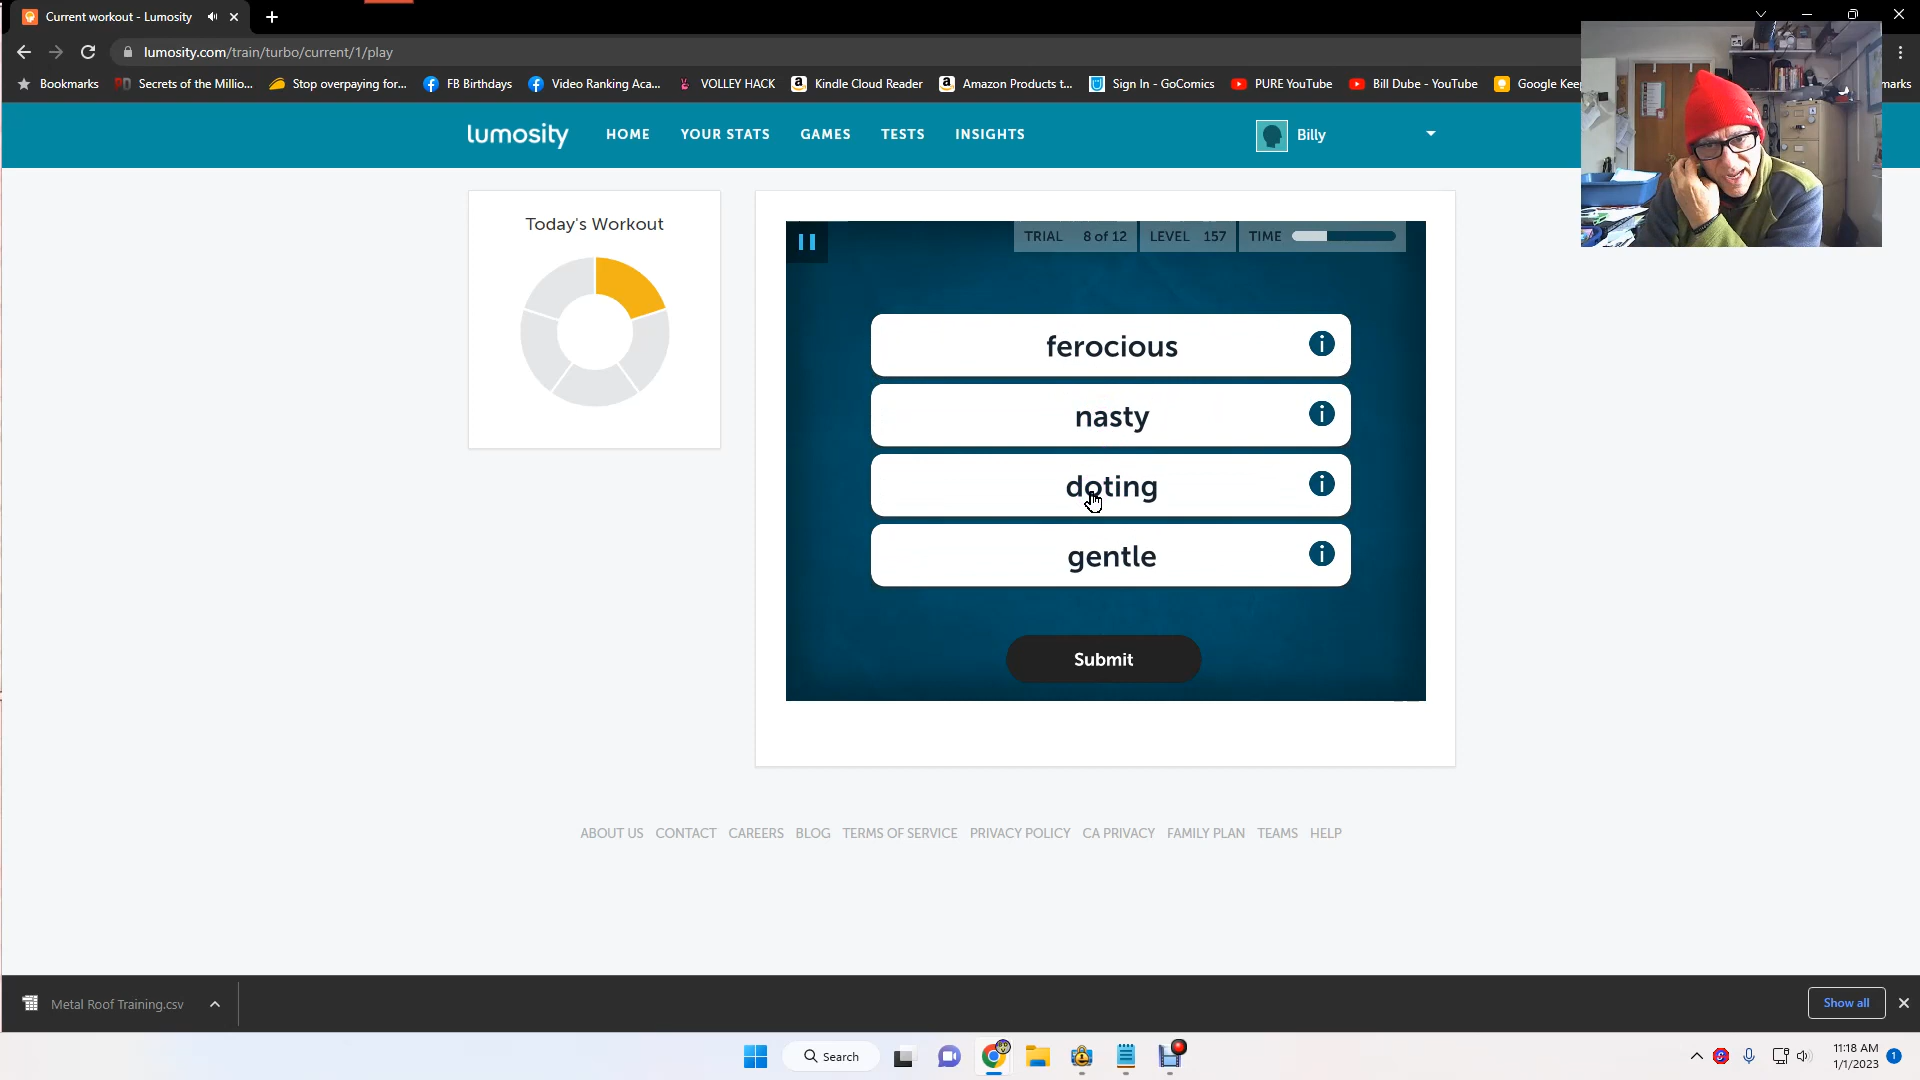 Current workout - Lumosity
lumosity.com/train/turbo/current/1/play
Bookmarks
Secrets of the Millio...
Stop overpaying for...
FB Birthdays
Video Ranking Aca...
VOLLEY HACK
Kindle Cloud Reader
Amazon Products t...
Sign In - GoComics
PURE YouTube
Bill Dube - YouTube
Google Kee
marks
lumosity
HOME
YOUR STATS
GAMES
TESTS
INSIGHTS
Billy
Today's Workout
TRIAL 8 of 12
LEVEL 157
TIME
ferocious
nasty
doting
gentle
Submit
ABOUT US CONTACT CAREERS BLOG TERMS OF SERVICE PRIVACY POLICY CA PRIVACY FAMILY PLAN TEAMS HELP
Metal Roof Training.csv
Show all
Search
11:18 AM
1/1/2023
1